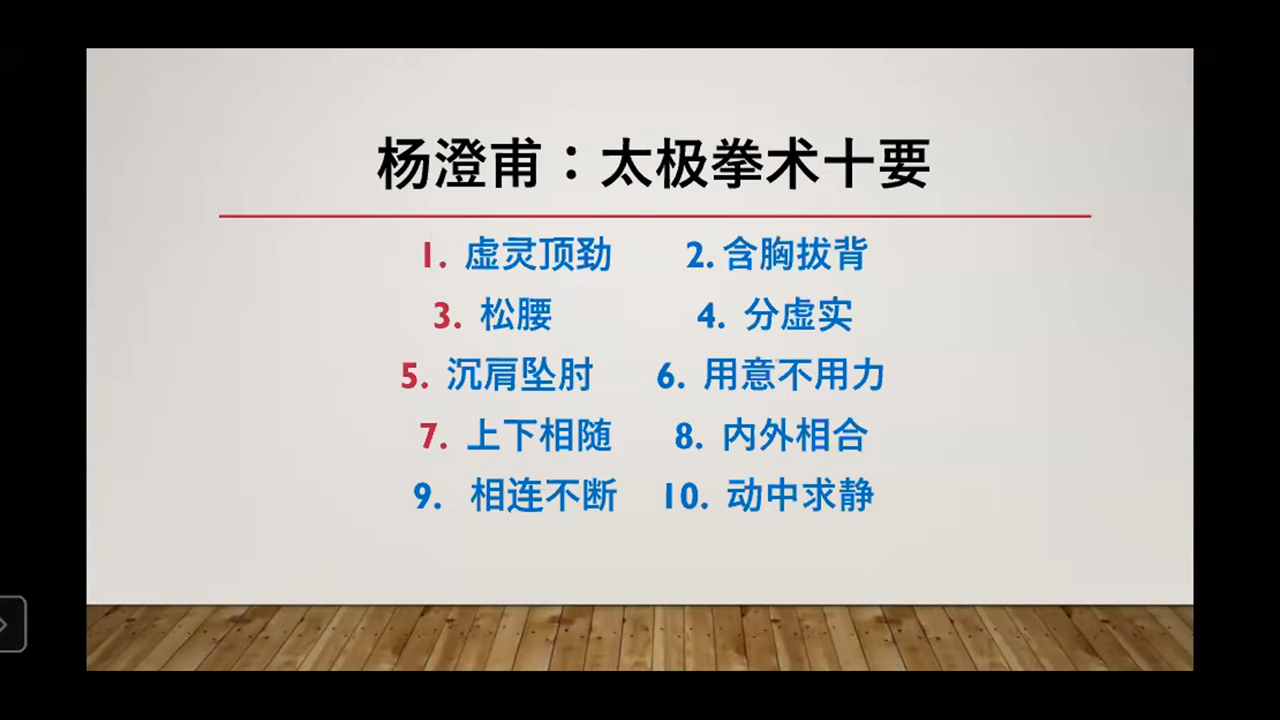 杨澄甫：太极拳术十要
1. 虚灵顶劲 2. 含胸拔背
3. 松腰 4. 分虚实
5. 沉肩坠肘 6. 用意不用力
7. 上下相随 8. 内外相合
9. 相连不断 10. 动中求静